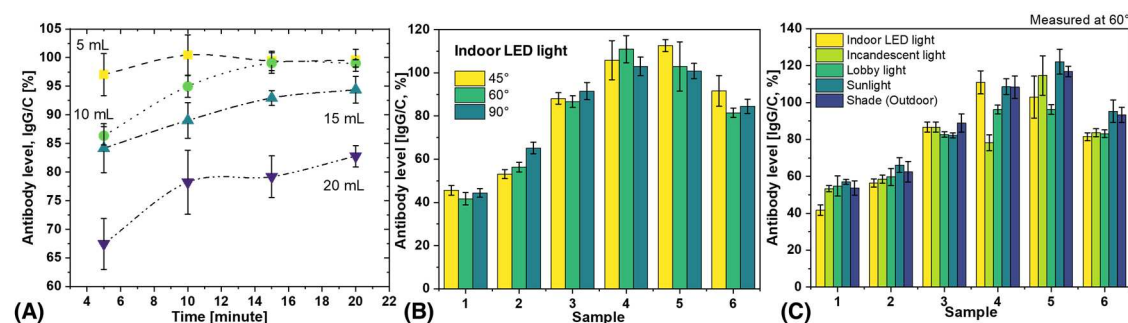 (A)
Antibody level, IgG/C [%]
105
100
95
90
85
80
75
70
65
60
5 mL
10 mL
15 mL
20 mL
4 6 8 10 12 14 16 18 20 22
Time [minute]
(B)
Antibody level [IgG/C, %]
120
100
80
60
40
20
0
Indoor LED light
45°
60°
90°
1 2 3 4 5 6
Sample
(C)
Measured at 60°
Antibody level [IgG/C, %]
140
120
100
80
60
40
20
0
Indoor LED light
Incandescent light
Lobby light
Sunlight
Shade (Outdoor)
1 2 3 4 5 6
Sample